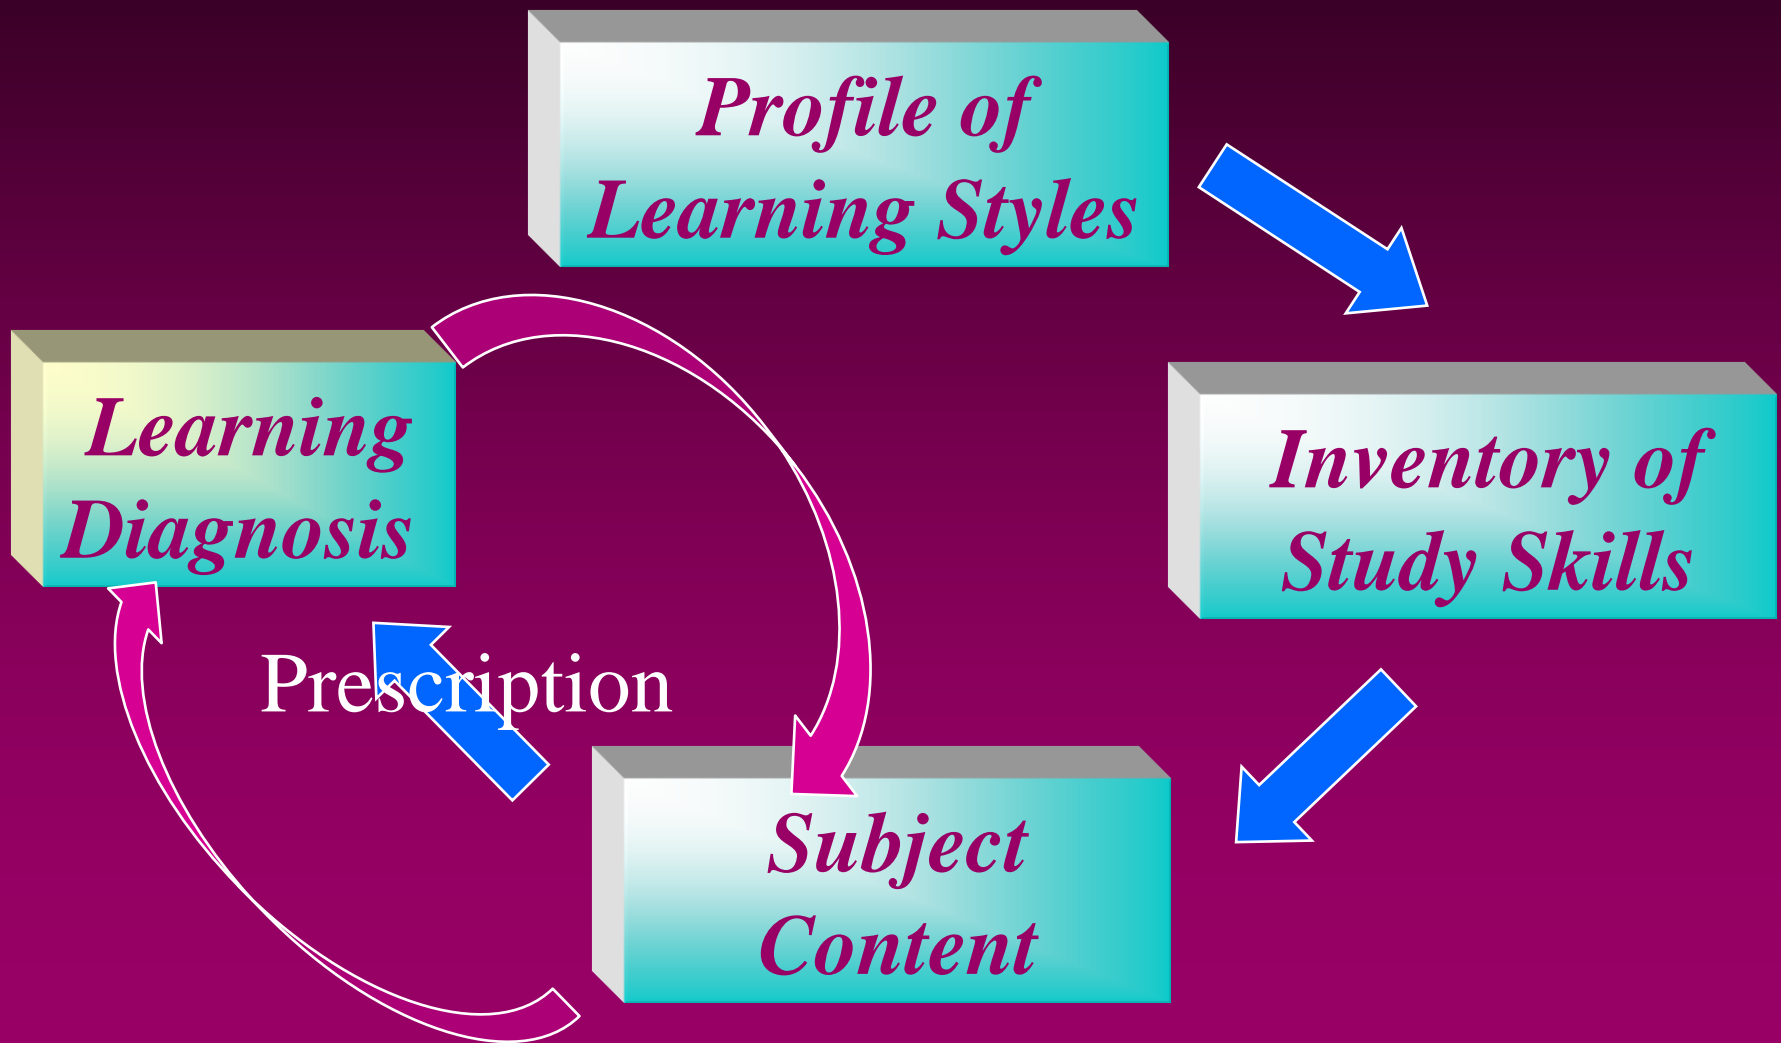 Profile of
Learning Styles
Learning
Diagnosis
Inventory of
Study Skills
Prescription
Subject
Content